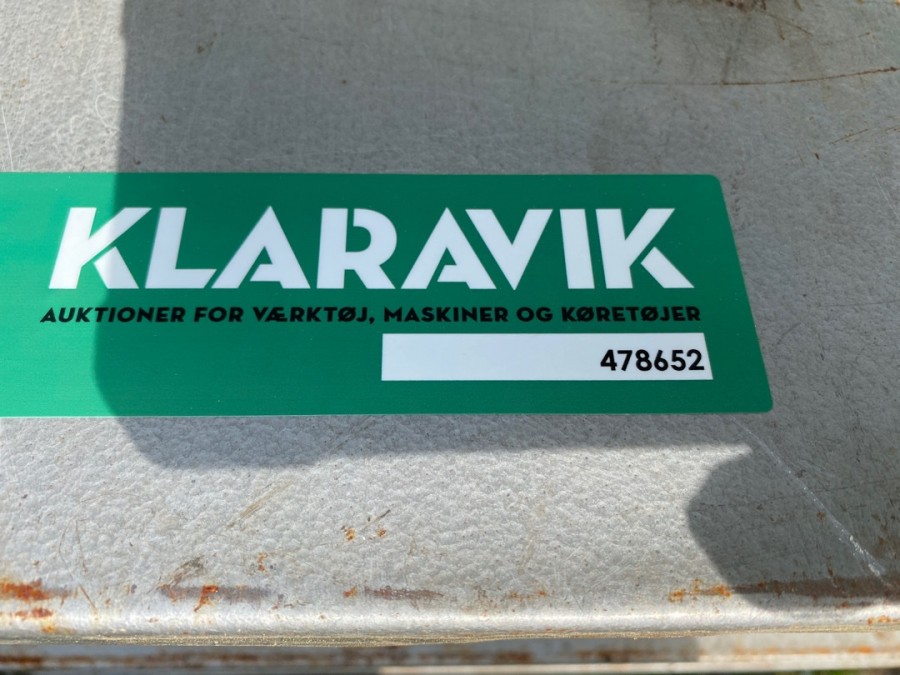 KLARAVIK
AUKTIONER FOR VÆRKTØJ, MASKINER OG KØRETØJER
478652